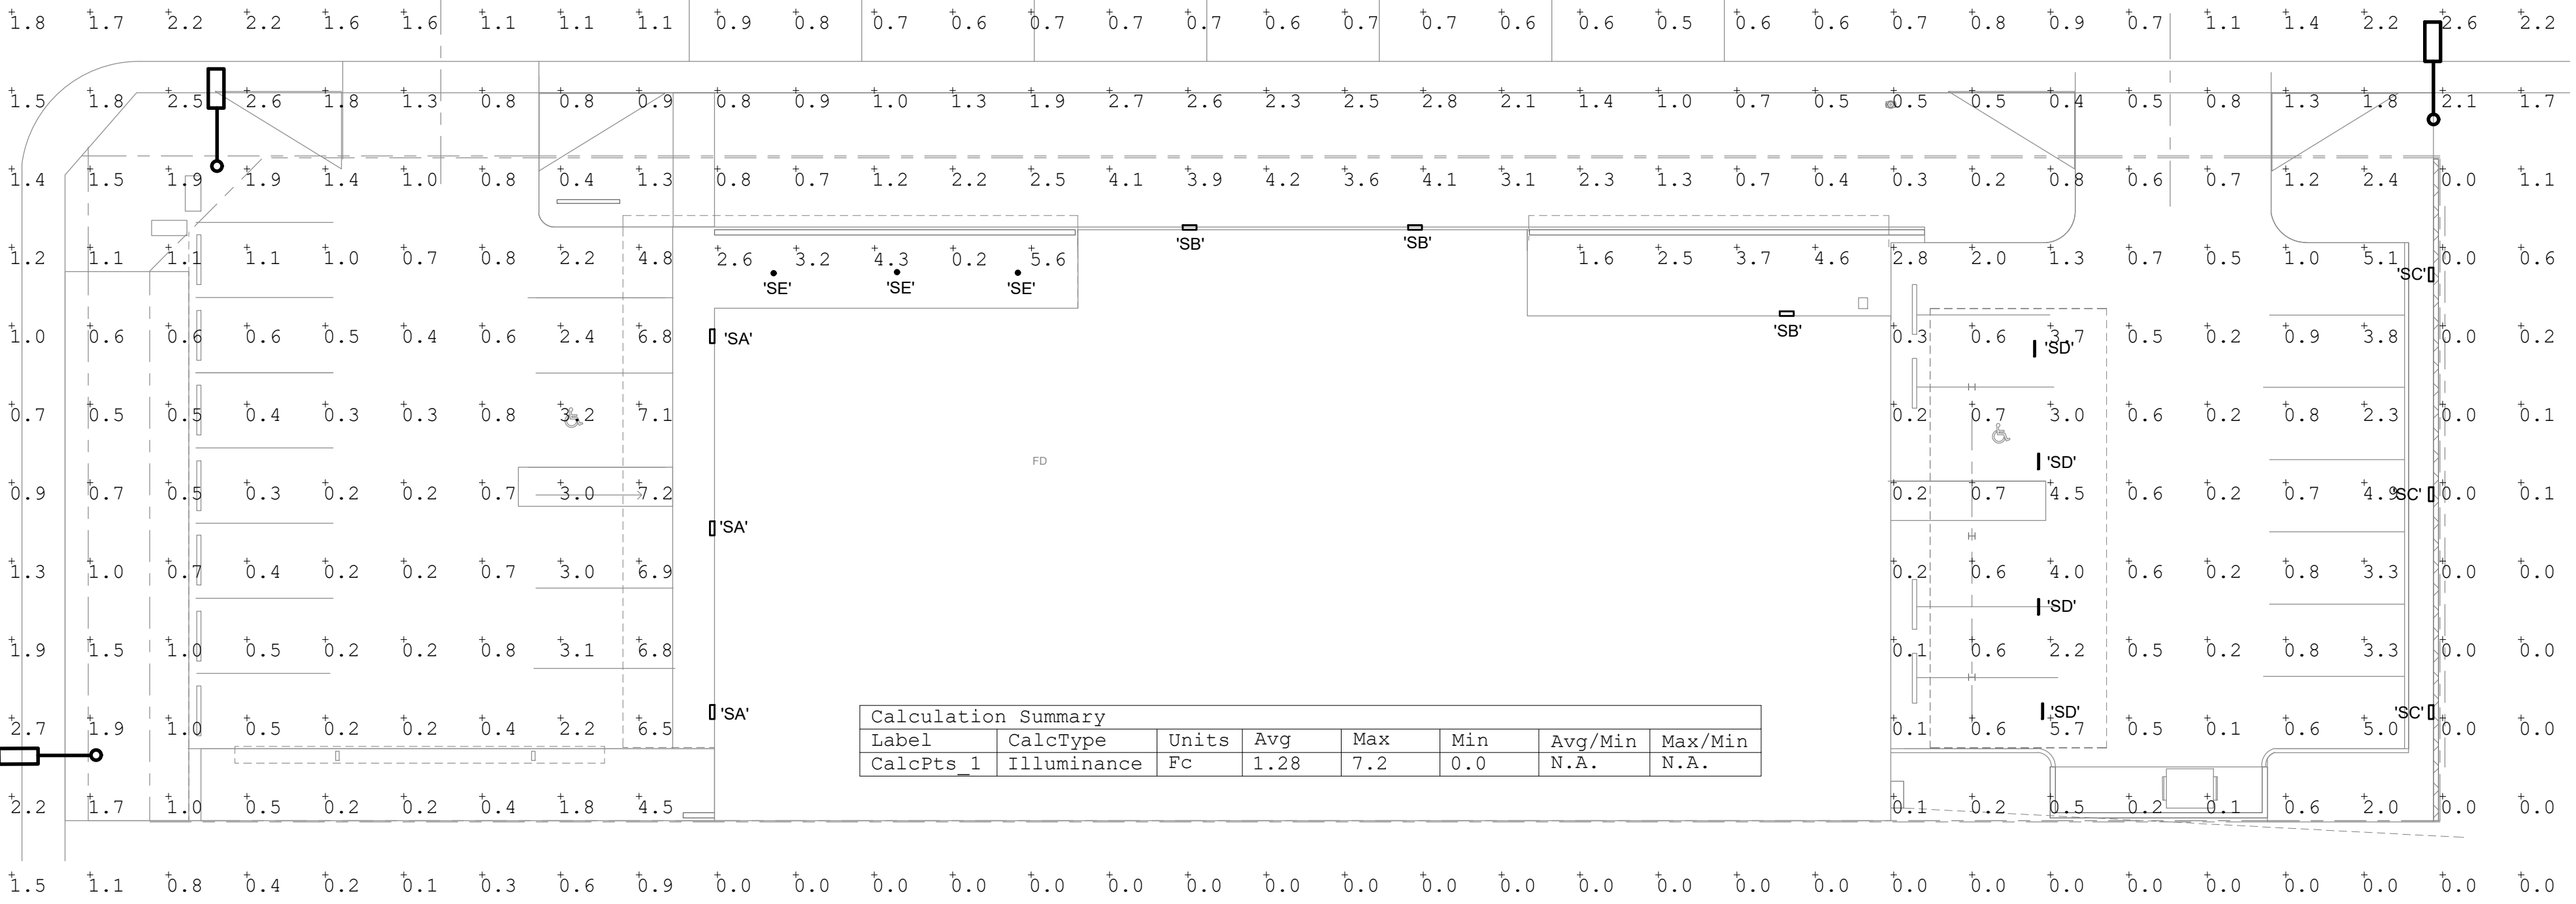 1.8 1.7 2.2 2.2 1.6 1.6 1.1 1.1 1.1 0.9 0.8 0.7 0.6 0.7 0.7 0.7 0.6 0.7 0.7 0.6 0.6 0.5 0.6 0.6 0.7 0.8 0.9 0.7 1.1 1.4 2.2 2.6 2.2
1.5 1.8 2.5 2.6 1.8 1.3 0.8 0.8 0.9 0.8 0.9 1.0 1.3 1.9 2.7 2.6 2.3 2.5 2.8 2.1 1.4 1.0 0.7 0.5 0.5 0.5 0.4 0.5 0.8 1.3 1.8 2.1 1.7
1.4 1.5 1.9 1.9 1.4 1.0 0.8 0.4 1.3 0.8 0.7 1.2 2.2 2.5 4.1 3.9 4.2 3.6 4.1 3.1 2.3 1.3 0.7 0.4 0.3 0.2 0.8 0.6 0.7 1.2 2.4 0.0 1.1
'SB' 'SB'
1.2 1.1 1.1 1.1 1.0 0.7 0.8 2.2 4.8 2.6 3.2 4.3 0.2 5.6 1.6 2.5 3.7 4.6 2.8 2.0 1.3 0.7 0.5 1.0 5.1 0.0 0.6
'SC'
'SE' 'SE' 'SE'
'SB'
1.0 0.6 0.6 0.6 0.5 0.4 0.6 2.4 6.8 'SA' 0.3 0.6 3.7 0.5 0.2 0.9 3.8 0.0 0.2
'SD'
0.7 0.5 0.5 0.4 0.3 0.3 0.8 3.2 7.1 0.2 0.7 3.0 0.6 0.2 0.8 2.3 0.0 0.1
FD 'SD'
0.9 0.7 0.5 0.3 0.2 0.2 0.7 3.0 7.2 0.2 0.7 4.5 0.6 0.2 0.7 4.9 'SC' 0.0 0.1
'SA'
1.3 1.0 0.7 0.4 0.2 0.2 0.7 3.0 6.9 0.2 0.6 4.0 0.6 0.2 0.8 3.3 0.0 0.0
'SD'
1.9 1.5 1.0 0.5 0.2 0.2 0.8 3.1 6.8 0.1 0.6 2.2 0.5 0.2 0.8 3.3 0.0 0.0
'SA' 'SD' 'SC'
2.7 1.9 1.0 0.5 0.2 0.2 0.4 2.2 6.5 0.1 0.6 5.7 0.5 0.1 0.6 5.0 0.0 0.0
Calculation Summary
Label CalcType Units Avg Max Min Avg/Min Max/Min
CalcPts_1 Illuminance Fc 1.28 7.2 0.0 N.A. N.A.
2.2 1.7 1.0 0.5 0.2 0.2 0.4 1.8 4.5 0.1 0.2 0.5 0.2 0.1 0.6 2.0 0.0 0.0
1.5 1.1 0.8 0.4 0.2 0.1 0.3 0.6 0.9 0.0 0.0 0.0 0.0 0.0 0.0 0.0 0.0 0.0 0.0 0.0 0.0 0.0 0.0 0.0 0.0 0.0 0.0 0.0 0.0 0.0 0.0 0.0 0.0